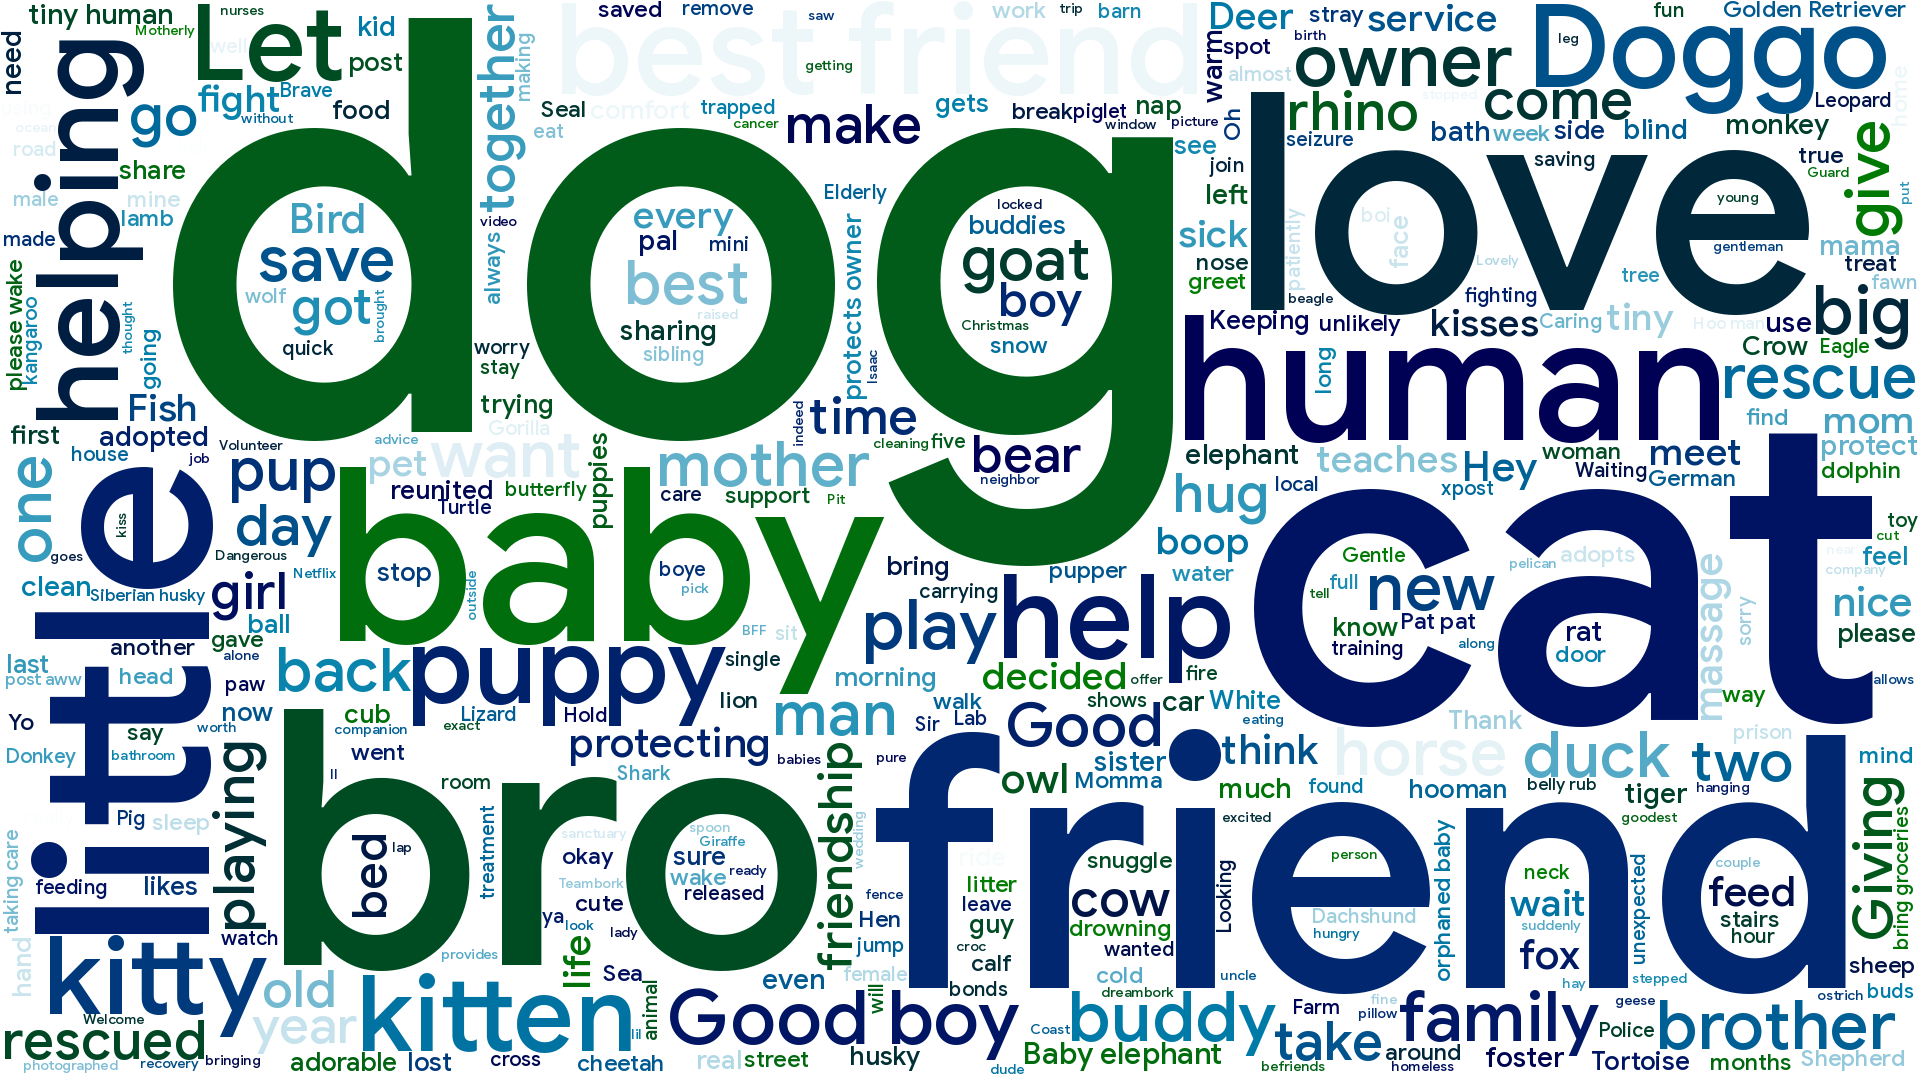 tiny human
nurses
Motherly
Let
well
kid
post
need
fight
Brave
without
go
food
helping
using
ocean
road
share
male
mine
lamb
made
together
making
best friend
saved
remove
saw
work
trip
barn
getting
Seal
comfort
trapped
gets
break
piglet
nap
eat
cancer
make
window
picture
see
warm
Deer
stray
service
spot
birth
almost
owner
Doggo
leg
fun
Golden Retriever
stopped
come
Leopard
home
rhino
Oh
seizure
bath
week
side
blind
monkey
give
join
saving
true
Guard
put
left
dog
Bird
save
wolf
got
brought
quick
video
always
every
pal
mini
best
raised
sharing
sibling
Elderly
protects owner
locked
buddies
goat
boy
Christmas
snow
Isaac
love
young
gentleman
boi
face
patiently
Lovely
sick
nose
greet
beagle
fighting
tree
mama
treat
fawn
please wake
kangaroo
thought
going
worry
stay
trying
Gorilla
time
indeed
Keeping
unlikely
kisses
Caring
tiny
Hoo man
use
big
Crow
Eagle
human
long
rescue
find
mom
Fish
first
adopted
Volunteer
house
job
advice
pet
want
puppies
mother
cleaning
five
bear
neighbor
elephant
teaches
Hey
woman
Waiting
meet
protect
German
dolphin
one
little
kiss
pup
day
reunited
Turtle
butterfly
care
support
Pit
hug
local
xpost
cat
toy
cut
near
feel
company
goes
Dangerous
Netflix
clean
Siberian husky
girl
ball
baby
stop
outside
boye
pick
bring
carrying
pupper
boop
water
Gentle
full
tell
new
know
Pat pat
training
along
pelican
adopts
rat
door
massage
sorry
nice
please
another
gave
alone
last
post aww
head
paw
back
puppy
BFF
sit
single
play
help
morning
decided
offer
fire
allows
way
Yo
now
worth
say
Donkey
bathroom
cub
companion
exact
Lizard
Hold
lion
man
walk
Sir
Lab
shows
car
White
eating
Good
Thank
prison
went
protecting
babies
pure
sister
Momma
think
horse
duck
two
mind
playing
bro
ll
room
Shark
friendship
owl
much
found
hooman
belly rub
tiger
hanging
goodest
Giving
bring groceries
Pig
sleep
taking care
feeding
likes
bed
lap
treatment
sanctuary
okay
Teambork
cute
spoon
Giraffe
sure
wake
ready
released
wedding
ride
friend
excited
snuggle
person
couple
litter
leave
guy
fence
Hen
cow
drowning
wanted
Looking
Dachshund
hungry
orphaned baby
neck
wait
suddenly
unexpected
feed
stairs
hour
kitty
hand
watch
provides
ya
look
lady
life
jump
croc
calf
cold
uncle
fox
hay
stepped
sheep
old
year
Sea
animal
even
female
will
bonds
dreambork
Farm
fine
pillow
geese
ostrich
buds
Welcome
rescued
kitten
lil
Good boy
Coast
buddy
take
family
Police
brother
photographed
recovery
bringing
adorable
lost
cross
cheetah
real
street
husky
dude
Baby elephant
befriends
around
homeless
foster
Tortoise
months
Shepherd